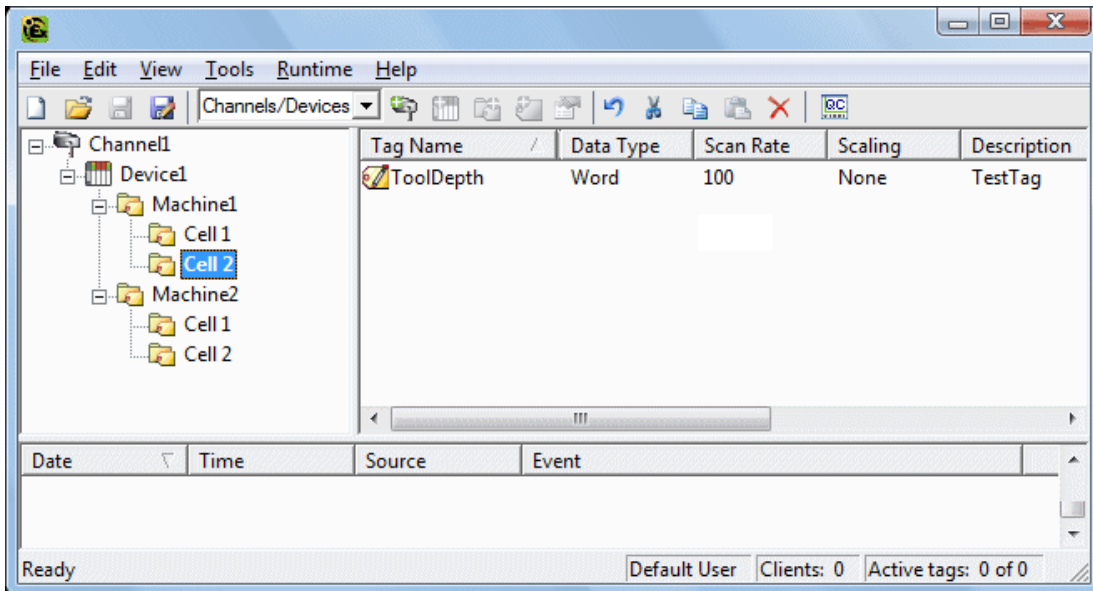 File Edit View Tools Runtime Help
Channels/Devices
Channel1
Device1
Machine1
Cell 1
Cell 2
Machine2
Cell 1
Cell 2
Tag Name Data Type Scan Rate Scaling Description
ToolDepth Word 100 None TestTag
Date Time Source Event
Ready Default User Clients: 0 Active tags: 0 of 0